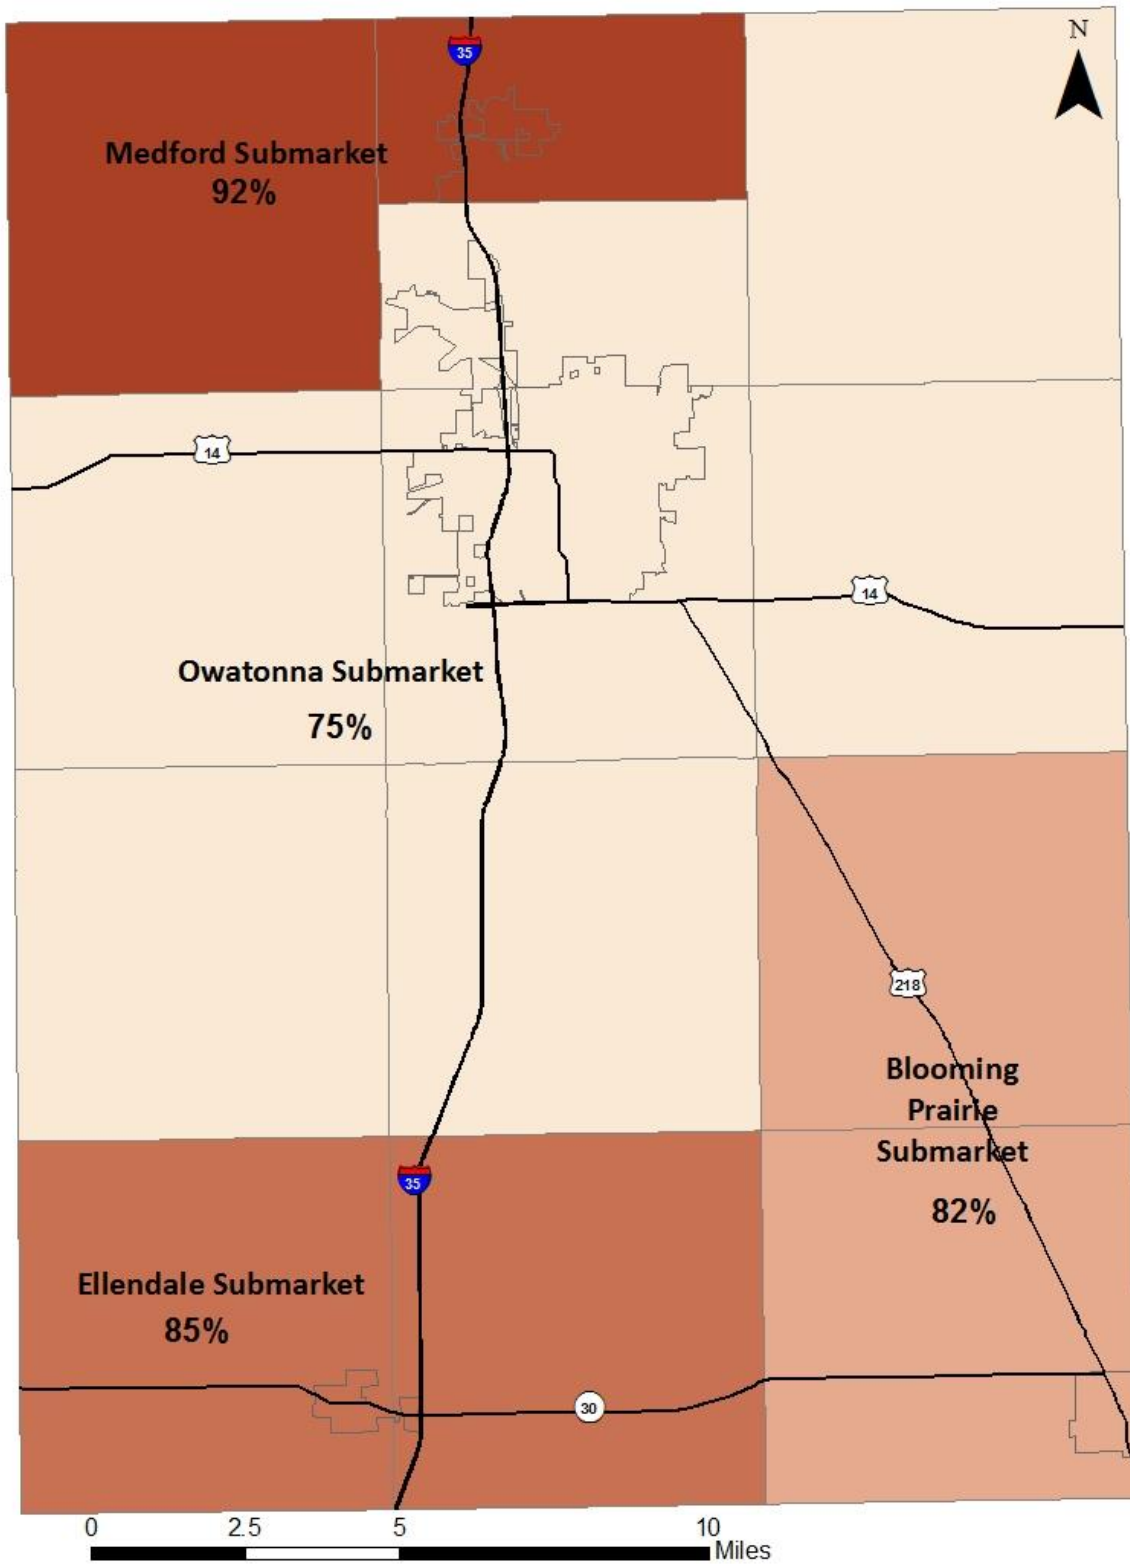 N
35
Medford Submarket
92%
14
14
Owatonna Submarket
75%
218
Blooming
Prairie
Submarket
82%
35
Ellendale Submarket
85%
30
0 2.5 5 10
Miles